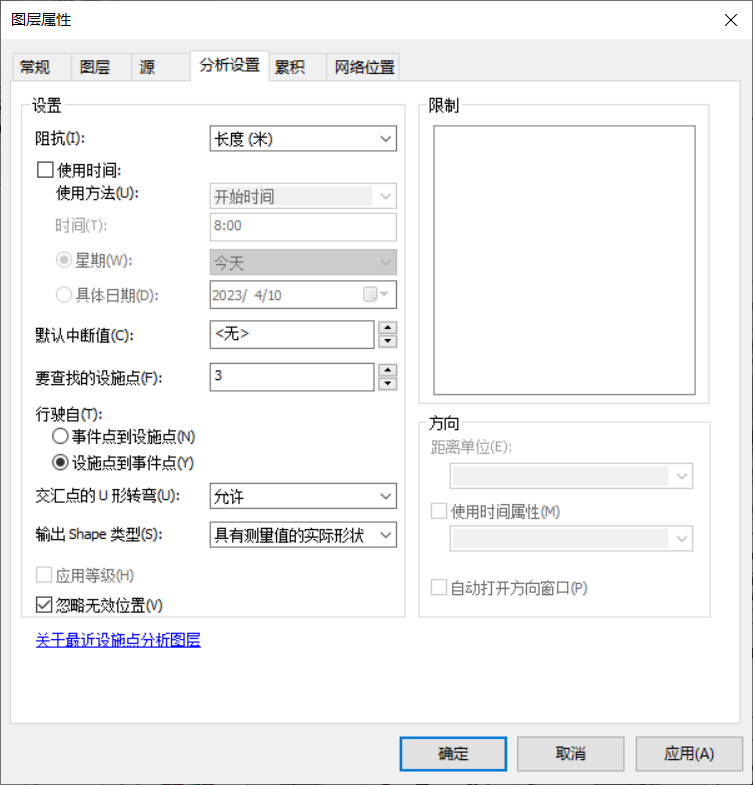 图层属性
常规 图层 源 分析设置 累积 网络位置
设置
阻抗(I): 长度 (米)
使用时间:
使用方法(U): 开始时间
时间(T): 8:00
星期(W): 今天
具体日期(D): 2023/ 4/10
默认中断值(C): <无>
要查找的设施点(F): 3
行驶自(T):
事件点到设施点(N)
设施点到事件点(Y)
交汇点的 U 形转弯(U): 允许
输出 Shape 类型(S): 具有测量值的实际形状
应用等级(H)
忽略无效位置(V)
关于最近设施点分析图层
限制
方向
距离单位(E):
使用时间属性(M)
自动打开方向窗口(P)
确定 取消 应用(A)